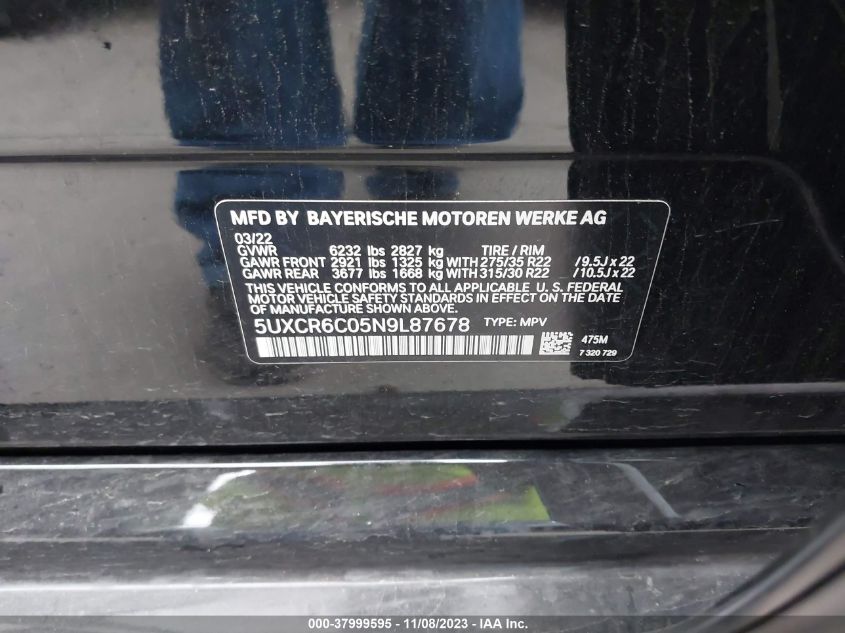 MFD BY BAYERISCHE MOTOREN WERKE AG
03/22
GVWR 6232 lbs 2827 kg TIRE / RIM
GAWR FRONT 2921 lbs 1325 kg WITH 275/35 R22 / 9.5J x 22
GAWR REAR 3677 lbs 1668 kg WITH 315/30 R22 / 10.5J x 22
THIS VEHICLE CONFORMS TO ALL APPLICABLE U. S. FEDERAL
MOTOR VEHICLE SAFETY STANDARDS IN EFFECT ON THE DATE
OF MANUFACTURE SHOWN ABOVE.
5UXCR6C05N9L87678 TYPE: MPV
475M
7 320 729
000-37999595 - 11/08/2023 - © IAA Inc.